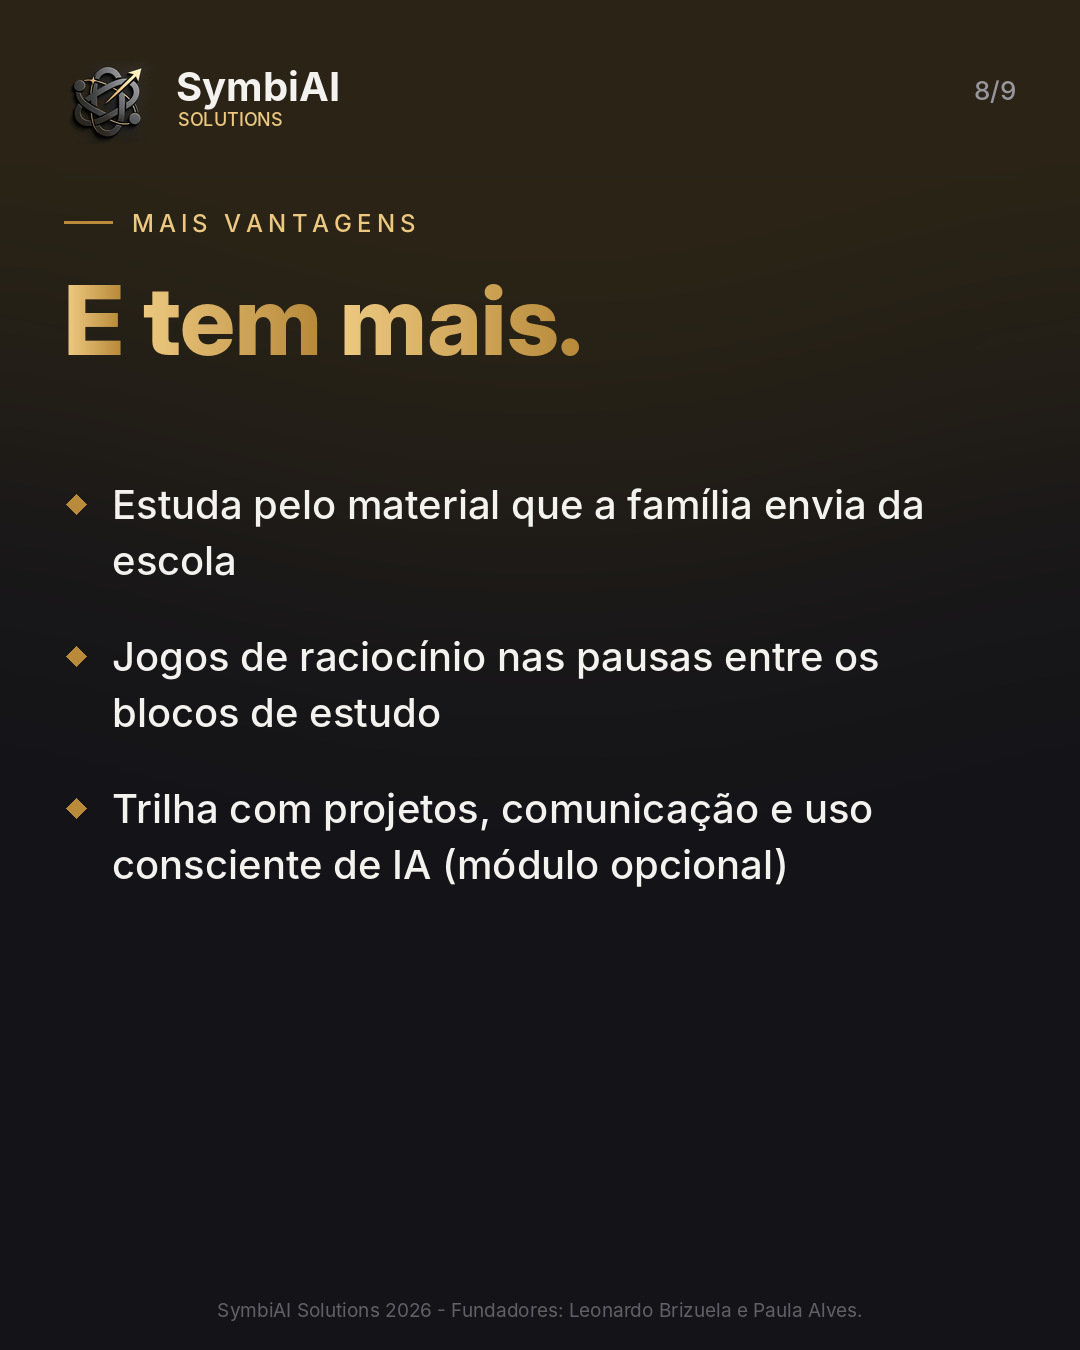 SymbiAI
SOLUTIONS
8/9
MAIS VANTAGENS
E tem mais.
Estuda pelo material que a família envia da
escola
Jogos de raciocínio nas pausas entre os
blocos de estudo
Trilha com projetos, comunicação e uso
consciente de IA (módulo opcional)
SymbiAI Solutions 2026 - Fundadores: Leonardo Brizuela e Paula Alves.